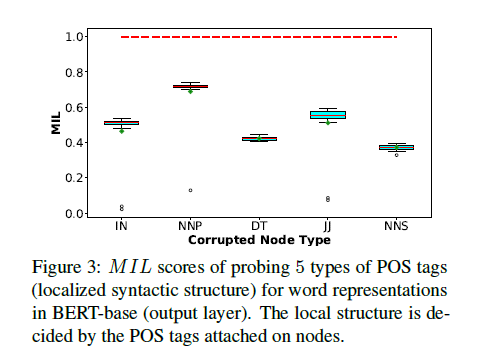 1.0
0.8
0.6
0.4
0.2
0.0
MIL
IN NNP DT JJ NNS
Corrupted Node Type
Figure 3: MIL scores of probing 5 types of POS tags
(localized syntactic structure) for word representations
in BERT-base (output layer). The local structure is de-
cided by the POS tags attached on nodes.